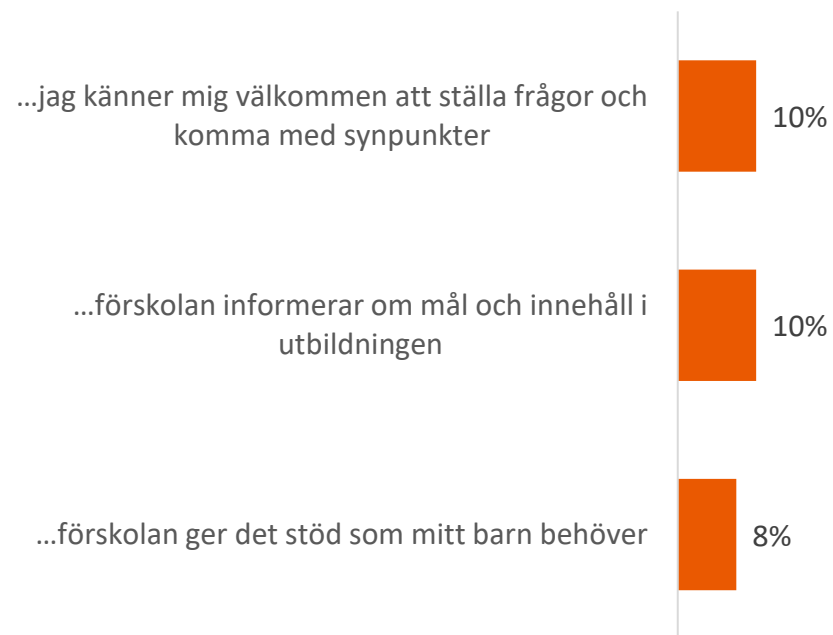 ...jag känner mig välkommen att ställa frågor och
komma med synpunkter
10%
...förskolan informerar om mål och innehåll i
utbildningen
10%
...förskolan ger det stöd som mitt barn behöver
8%